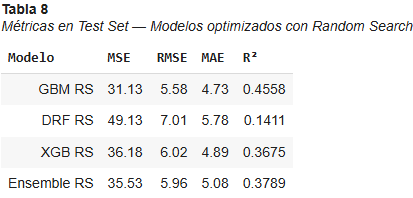 Tabla 8
Métricas en Test Set — Modelos optimizados con Random Search
Modelo MSE RMSE MAE R²
GBM RS 31.13 5.58 4.73 0.4558
DRF RS 49.13 7.01 5.78 0.1411
XGB RS 36.18 6.02 4.89 0.3675
Ensemble RS 35.53 5.96 5.08 0.3789